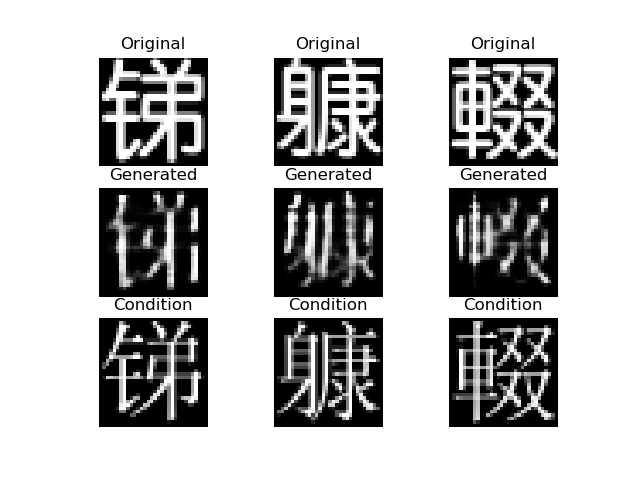 Original Original Original
锑 躿 輟
Generated Generated Generated
Condition Condition Condition
锑 躿 輟